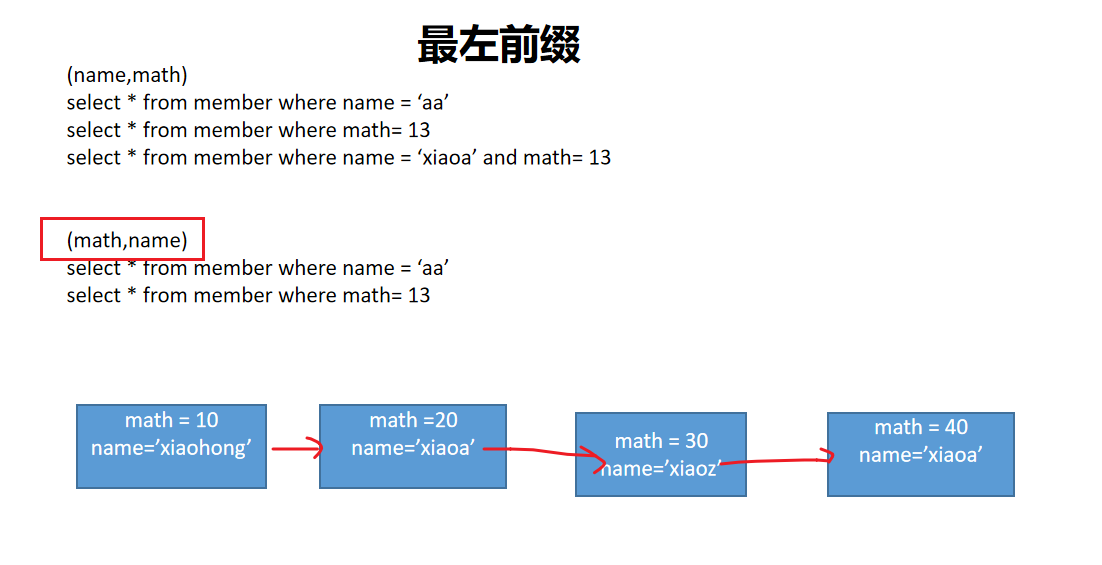 最左前缀
(name,math)
select * from member where name = ‘aa’
select * from member where math= 13
select * from member where name = ‘xiaoa’ and math= 13
(math,name)
select * from member where name = ‘aa’
select * from member where math= 13
math = 10
name=’xiaohong’
math =20
name=’xiaoa’
math = 30
name=’xiaoz’
math = 40
name=’xiaoa’